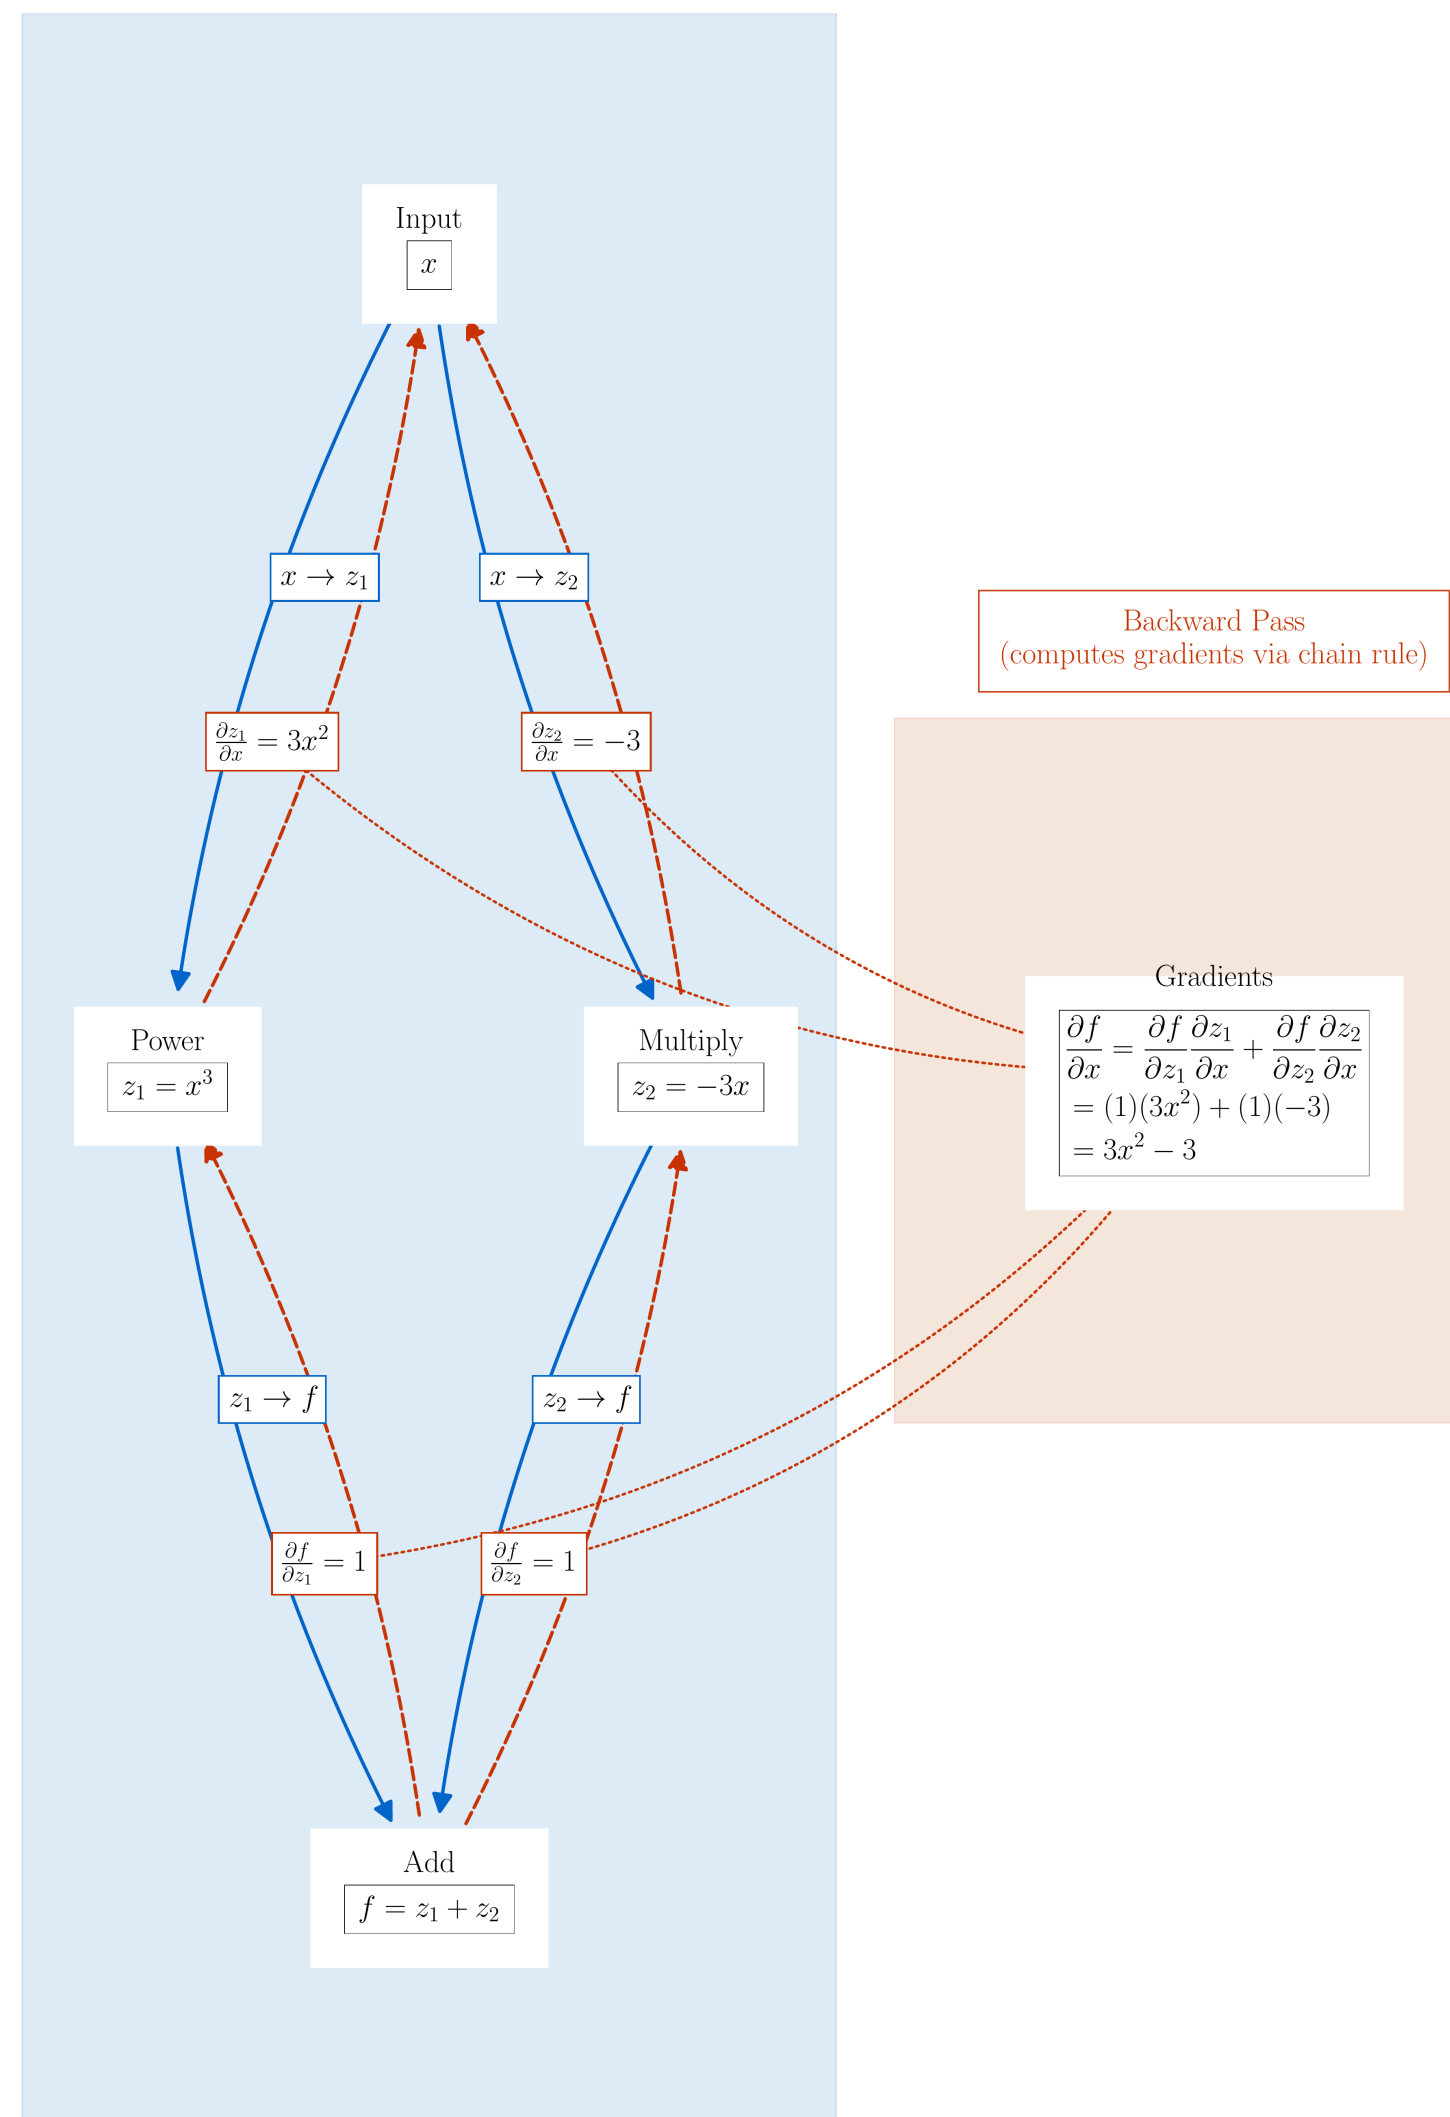 Input
x
x → z₁
x → z₂
Backward Pass
(computes gradients via chain rule)
∂z₁/∂x = 3x²
∂z₂/∂x = −3
Gradients
∂f/∂x = ∂f/∂z₁ ∂z₁/∂x + ∂f/∂z₂ ∂z₂/∂x
= (1)(3x²) + (1)(−3)
= 3x² − 3
Power
z₁ = x³
Multiply
z₂ = −3x
z₁ → f
z₂ → f
∂f/∂z₁ = 1
∂f/∂z₂ = 1
Add
f = z₁ + z₂